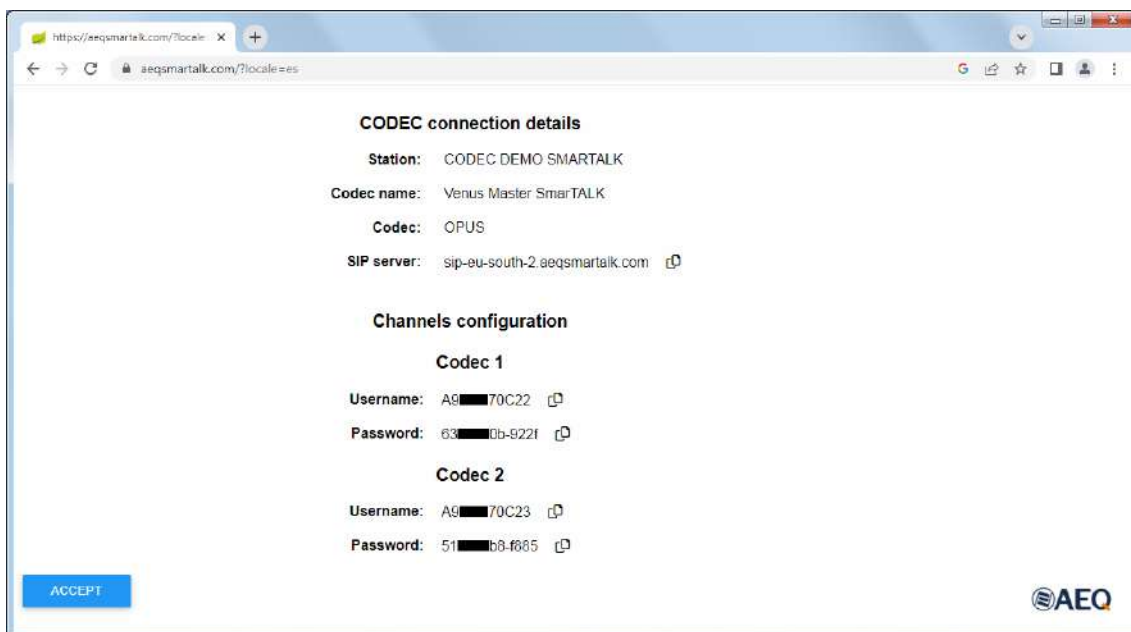 https://aeqsmartalk.com/?locale
aeqsmartalk.com/?locale=es
CODEC connection details
Station: CODEC DEMO SMARTALK
Codec name: Venus Master SmarTALK
Codec: OPUS
SIP server: sip-eu-south-2.aeqsmartalk.com
Channels configuration
Codec 1
Username: A9 70C22
Password: 63 0b-922f
Codec 2
Username: A9 70C23
Password: 51 b8-f885
ACCEPT
AEQ